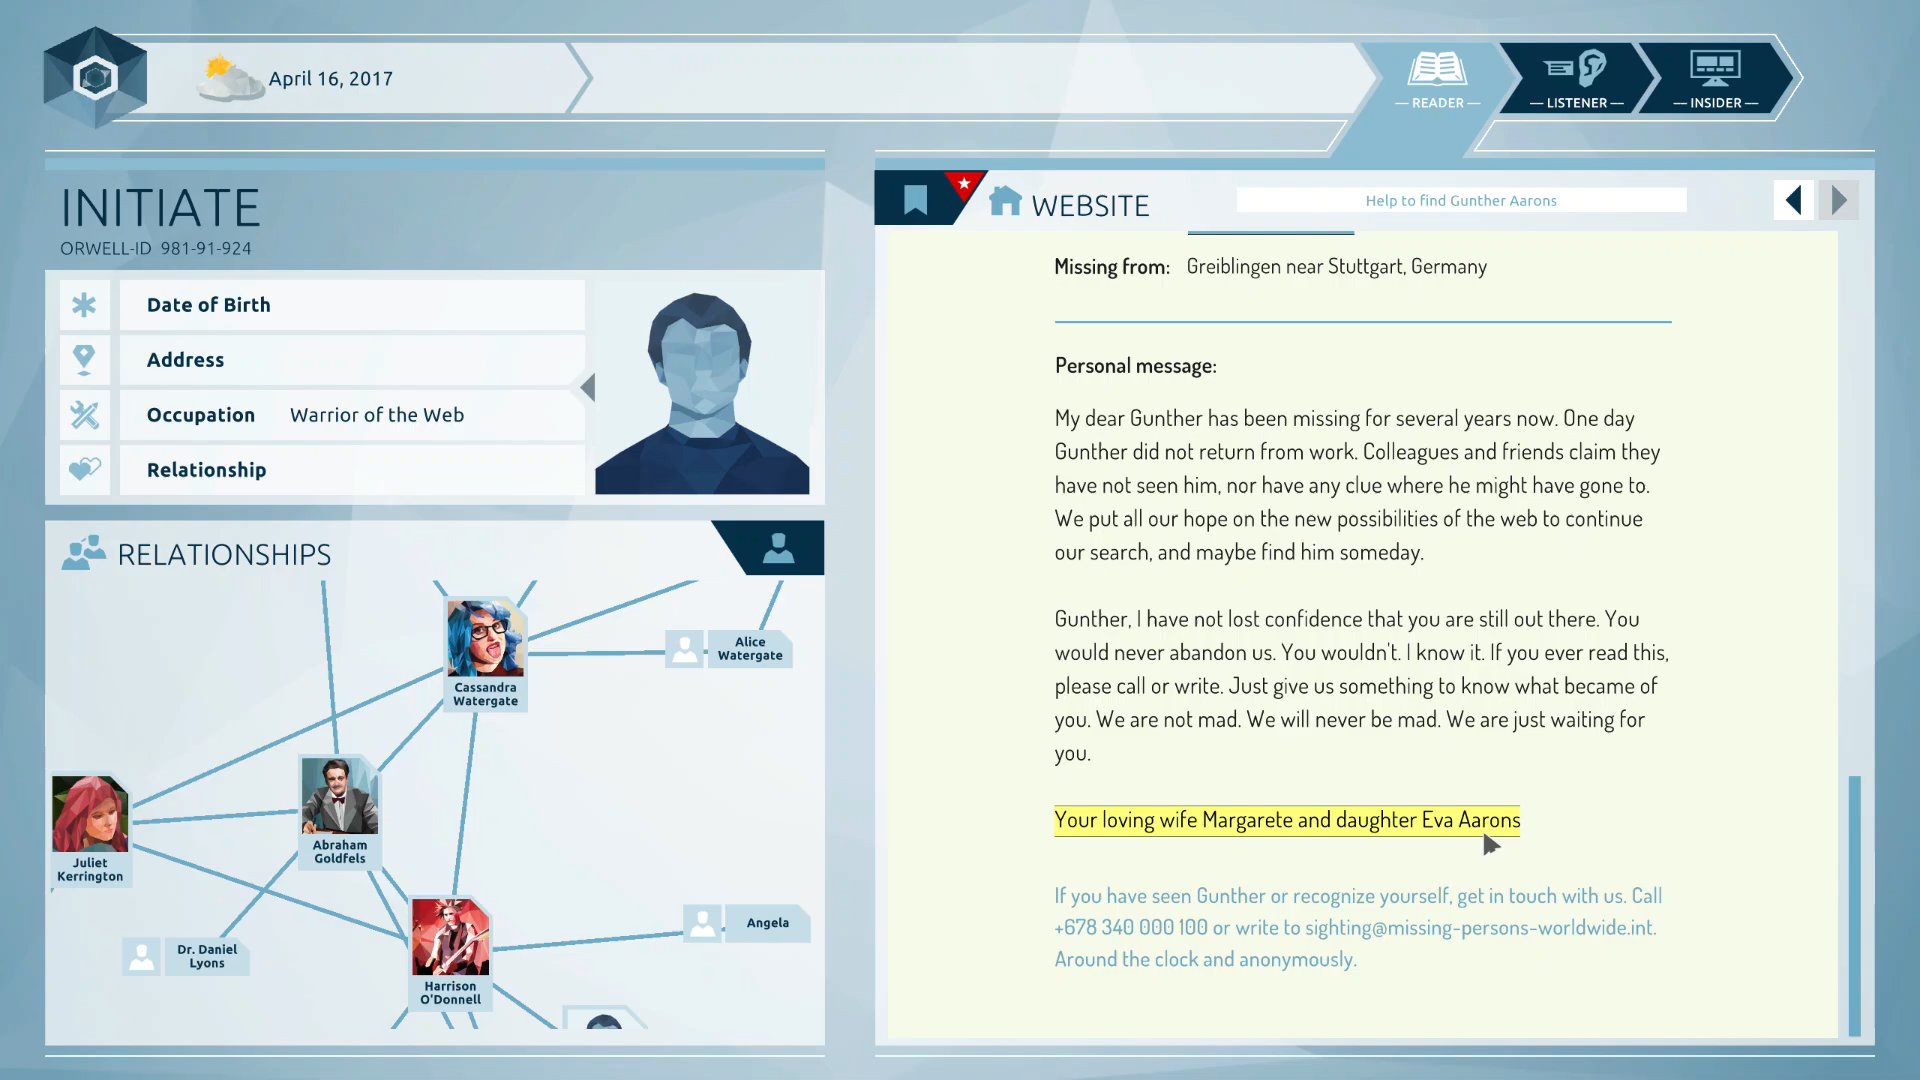 April 16, 2017
READER
LISTENER
INSIDER
INITIATE
ORWELL-ID 981-91-924
Date of Birth
Address
Occupation Warrior of the Web
Relationship
RELATIONSHIPS
Cassandra
Watergate
Alice
Watergate
Juliet
Kerrington
Abraham
Goldfels
Dr. Daniel
Lyons
Harrison
O'Donnell
Angela
WEBSITE
Help to find Gunther Aarons
Missing from: Greiblingen near Stuttgart, Germany
Personal message:
My dear Gunther has been missing for several years now. One day
Gunther did not return from work. Colleagues and friends claim they
have not seen him, nor have any clue where he might have gone to.
We put all our hope on the new possibilities of the web to continue
our search, and maybe find him someday.
Gunther, I have not lost confidence that you are still out there. You
would never abandon us. You wouldn't. I know it. If you ever read this,
please call or write. Just give us something to know what became of
you. We are not mad. We will never be mad. We are just waiting for
you.
Your loving wife Margarete and daughter Eva Aarons
If you have seen Gunther or recognize yourself, get in touch with us. Call
+678 340 000 100 or write to sighting@missing-persons-worldwide.int.
Around the clock and anonymously.